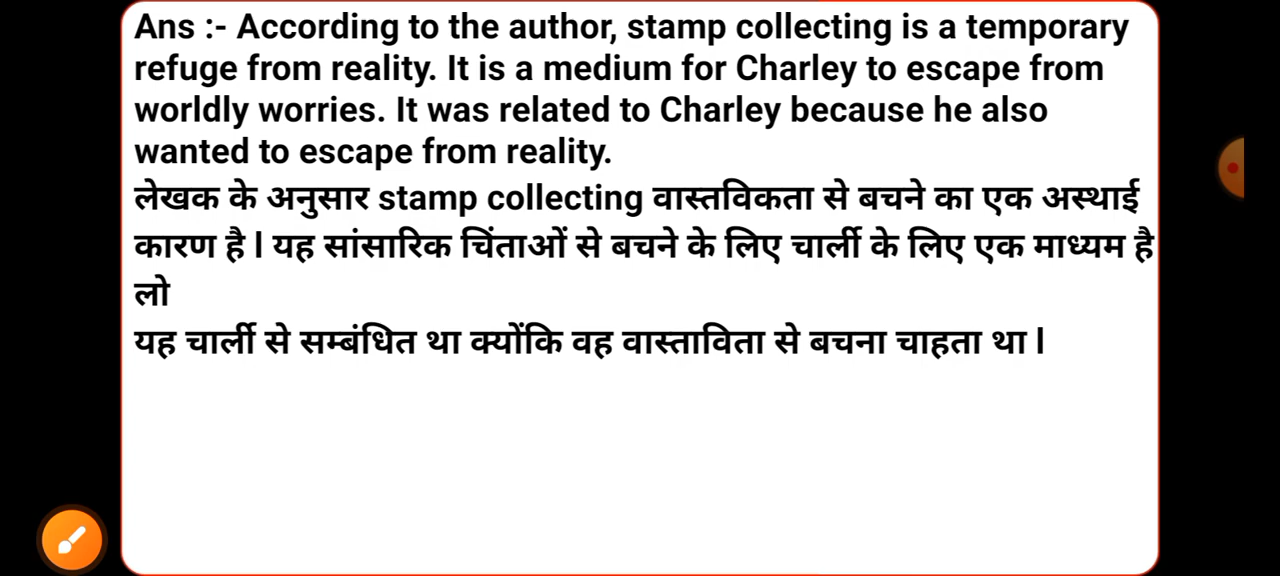 Ans :- According to the author, stamp collecting is a temporary
refuge from reality. It is a medium for Charley to escape from
worldly worries. It was related to Charley because he also
wanted to escape from reality.
लेखक के अनुसार stamp collecting वास्तविकता से बचने का एक अस्थाई
कारण है l यह सांसारिक चिंताओं से बचने के लिए चार्ली के लिए एक माध्यम है
लो
यह चार्ली से सम्बंधित था क्योंकि वह वास्ताविता से बचना चाहता था l